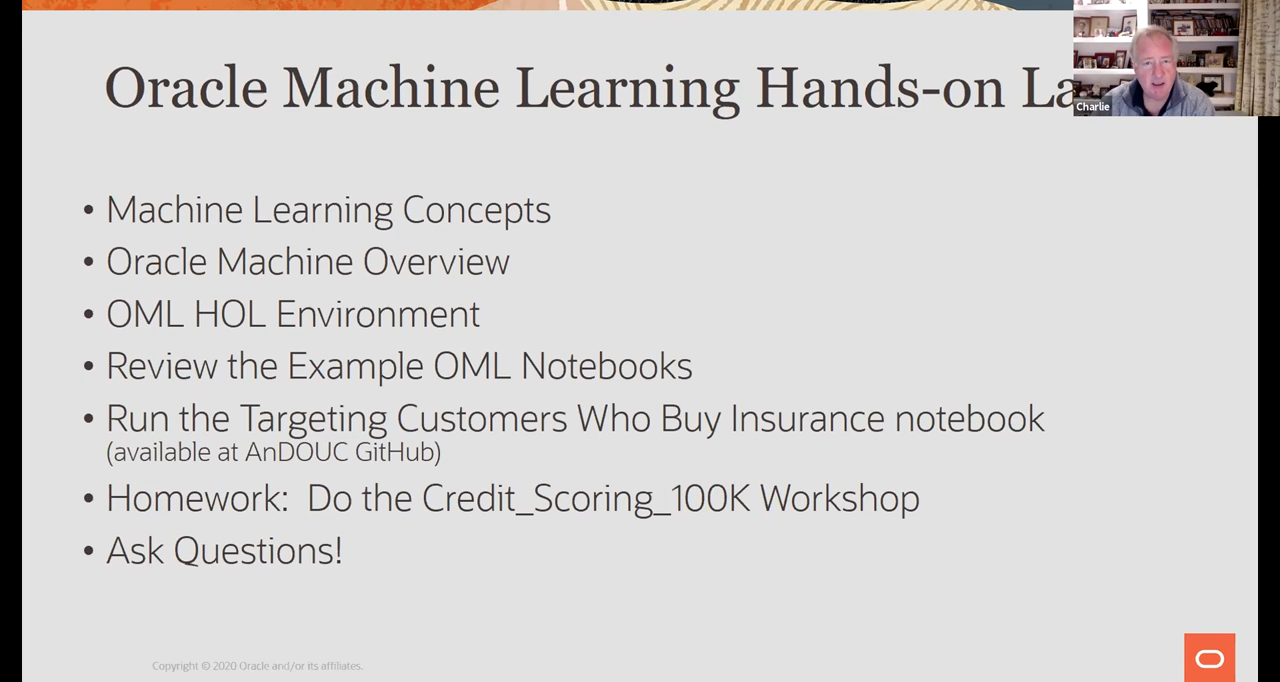 Oracle Machine Learning Hands-on La
Charlie
• Machine Learning Concepts
• Oracle Machine Overview
• OML HOL Environment
• Review the Example OML Notebooks
• Run the Targeting Customers Who Buy Insurance notebook
(available at AnDOUC GitHub)
• Homework:  Do the Credit_Scoring_100K Workshop
• Ask Questions!
Copyright © 2020 Oracle and/or its affiliates.